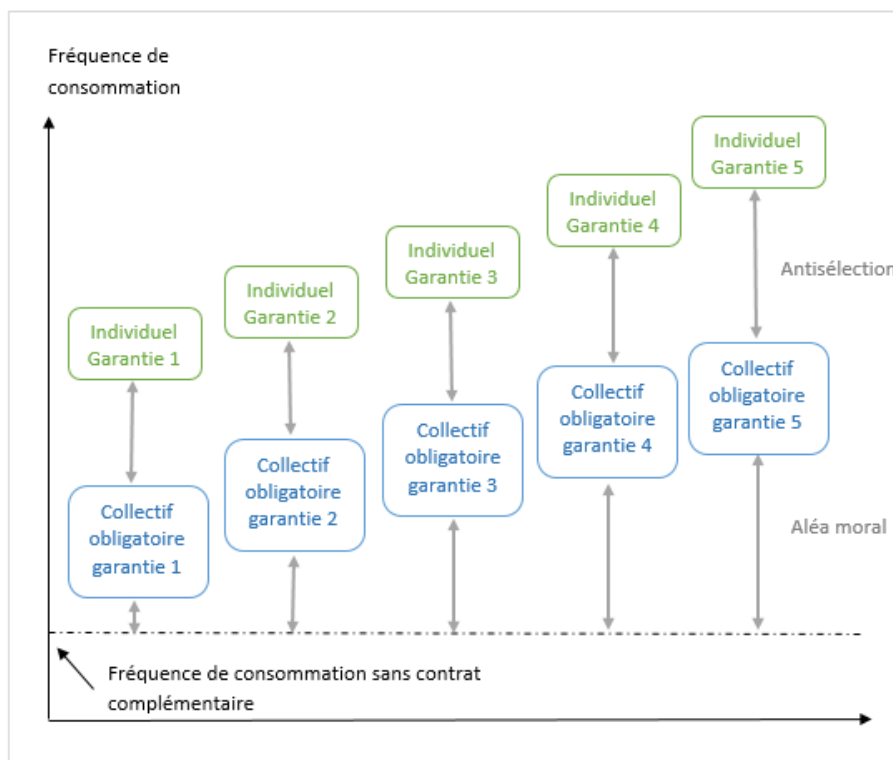 Fréquence de
consommation
Individuel
Garantie 1
Individuel
Garantie 2
Individuel
Garantie 3
Individuel
Garantie 4
Individuel
Garantie 5
Antisélection
Collectif
obligatoire
garantie 1
Collectif
obligatoire
garantie 2
Collectif
obligatoire
garantie 3
Collectif
obligatoire
garantie 4
Collectif
obligatoire
garantie 5
Aléa moral
Fréquence de consommation sans contrat
complémentaire